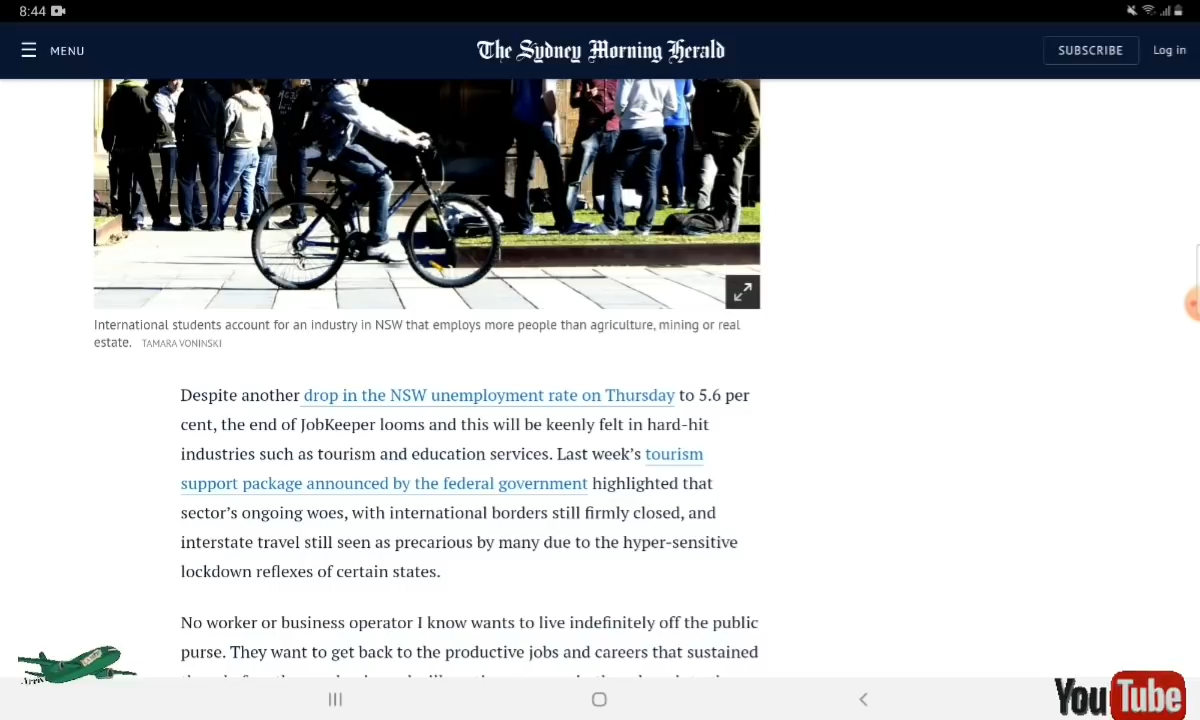 8:44
MENU
The Sydney Morning Herald
SUBSCRIBE
Log in
International students account for an industry in NSW that employs more people than agriculture, mining or real
estate. TAMARA VONINSKI
Despite another drop in the NSW unemployment rate on Thursday to 5.6 per
cent, the end of JobKeeper looms and this will be keenly felt in hard-hit
industries such as tourism and education services. Last week’s tourism
support package announced by the federal government highlighted that
sector’s ongoing woes, with international borders still firmly closed, and
interstate travel still seen as precarious by many due to the hyper-sensitive
lockdown reflexes of certain states.
No worker or business operator I know wants to live indefinitely off the public
purse. They want to get back to the productive jobs and careers that sustained
YouTube